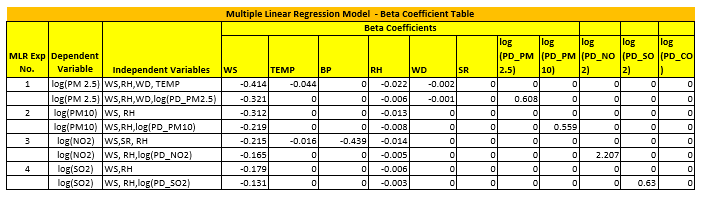 Multiple Linear Regression Model - Beta Coefficient Table
Beta Coefficients
MLR Exp No. Dependent Variable Independent Variables WS TEMP BP RH WD SR log (PD_PM 2.5) log (PD_PM 10) log (PD_NO 2) log (PD_SO 2) log (PD_CO )
1 log(PM 2.5) WS,RH,WD, TEMP -0.414 -0.044 0 -0.022 -0.002 0 0 0 0 0
log(PM 2.5) WS,RH,WD,log(PD_PM2.5) -0.321 0 0 -0.006 -0.001 0 0.608 0 0 0 0
2 log(PM10) WS, RH -0.312 0 0 -0.013 0 0 0 0 0 0 0
log(PM10) WS,RH,log(PD_PM10) -0.219 0 0 -0.008 0 0 0 0.559 0 0 0
3 log(NO2) WS,SR, RH -0.215 -0.016 -0.439 -0.014 0 0 0 0 0 0 0
log(NO2) WS, RH,log(PD_NO2) -0.165 0 0 -0.005 0 0 0 0 2.207 0 0
4 log(SO2) WS,RH -0.179 0 0 -0.006 0 0 0 0 0 0 0
log(SO2) WS, RH,log(PD_SO2) -0.131 0 0 -0.003 0 0 0 0 0 0.63 0